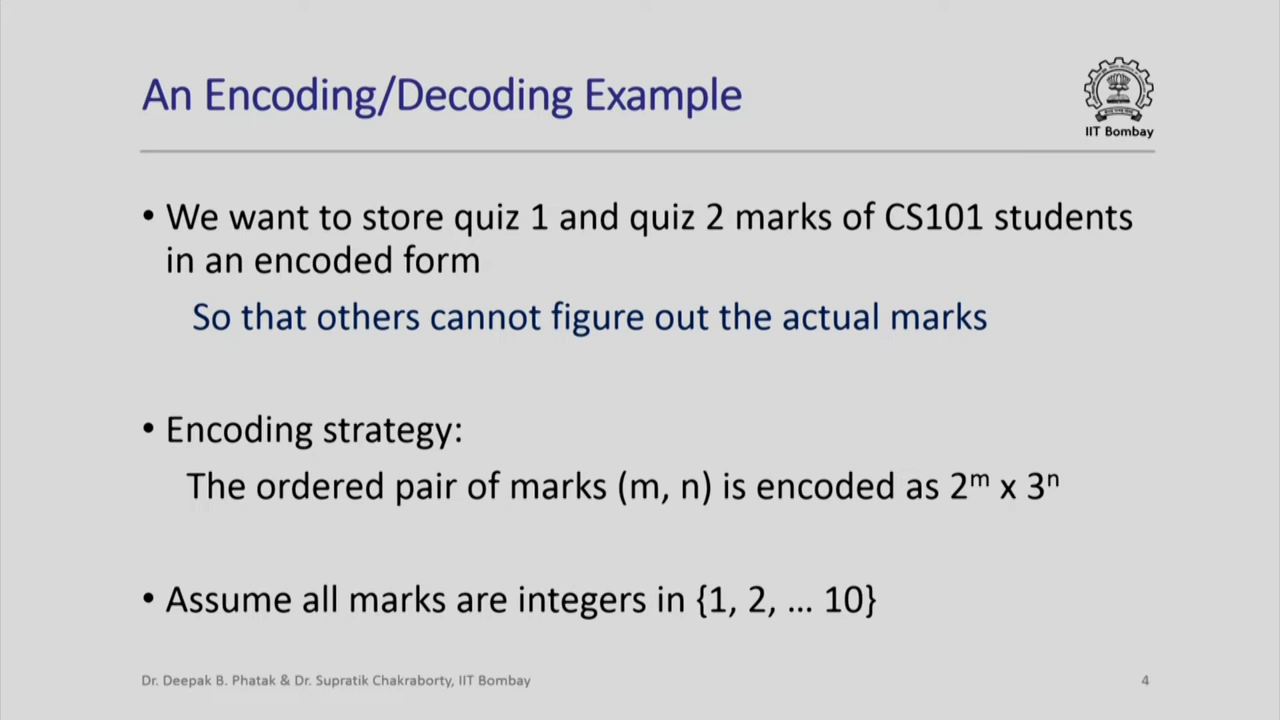 An Encoding/Decoding Example
IIT Bombay
• We want to store quiz 1 and quiz 2 marks of CS101 students
in an encoded form
So that others cannot figure out the actual marks
• Encoding strategy:
The ordered pair of marks (m, n) is encoded as 2ᵐ x 3ⁿ
• Assume all marks are integers in {1, 2, … 10}
Dr. Deepak B. Phatak & Dr. Supratik Chakraborty, IIT Bombay
4